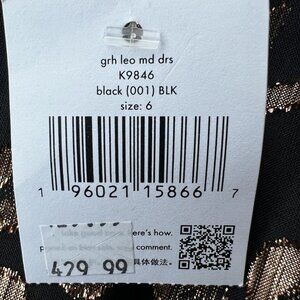 grh leo md drs
K9846
black (001) BLK
size: 6
1 96021 15866 7
here's how.
comment.
429.99 具体做法。